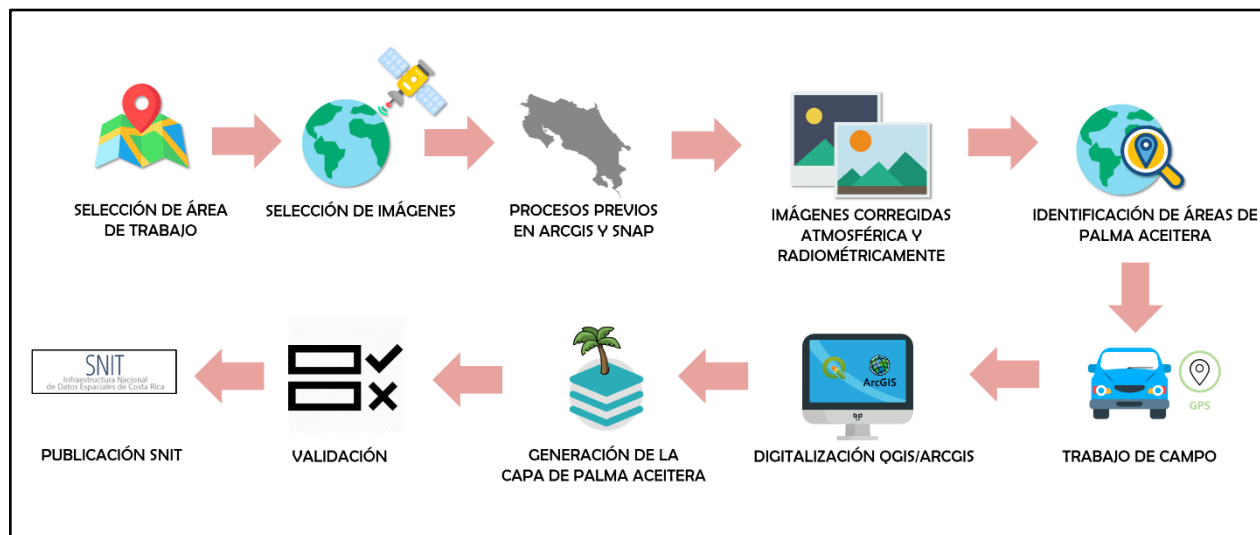 SELECCIÓN DE ÁREA
DE TRABAJO
SELECCIÓN DE IMÁGENES
PROCESOS PREVIOS
EN ARCGIS Y SNAP
IMÁGENES CORREGIDAS
ATMOSFÉRICA Y
RADIOMÉTRICAMENTE
IDENTIFICACIÓN DE ÁREAS DE
PALMA ACEITERA
GPS
TRABAJO DE CAMPO
ArcGIS
DIGITALIZACIÓN QGIS/ARCGIS
GENERACIÓN DE LA
CAPA DE PALMA ACEITERA
VALIDACIÓN
SNIT
Infraestructura Nacional
de Datos Espaciales de Costa Rica
PUBLICACIÓN SNIT